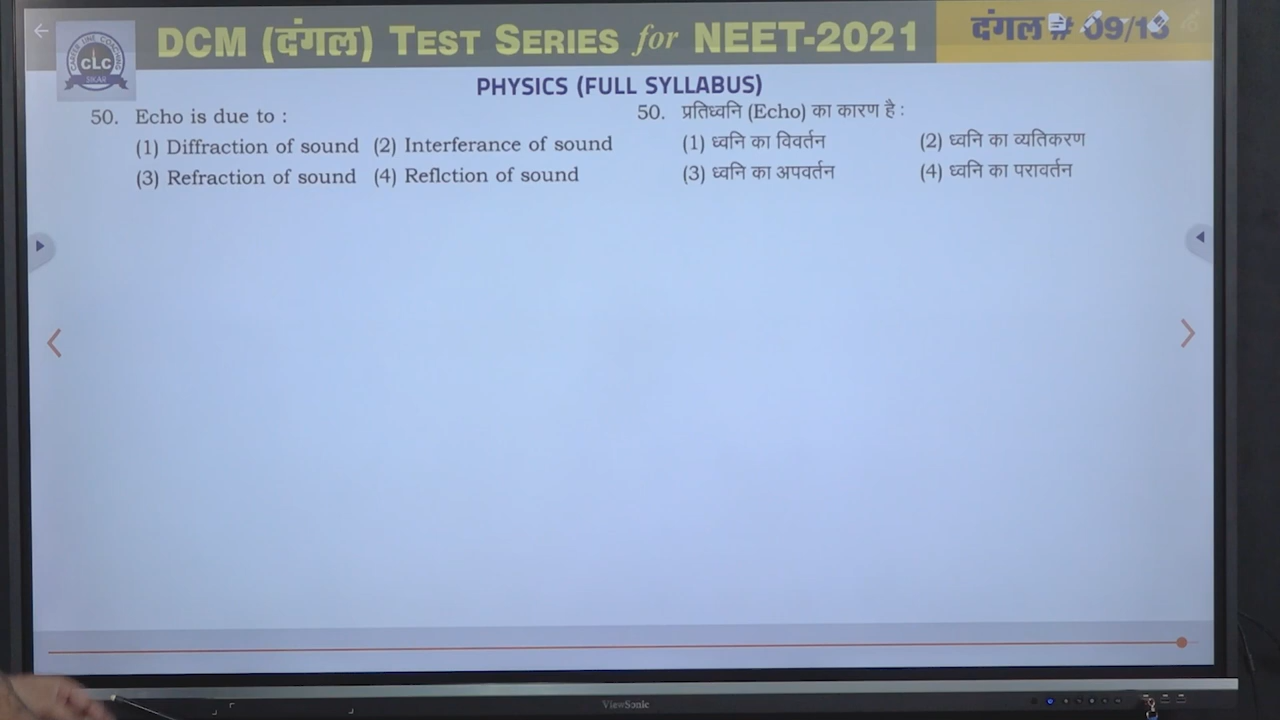 DCM (दंगल) TEST SERIES for NEET-2021
दंगल # 09/13
CLC
SIKAR
PHYSICS (FULL SYLLABUS)
50. Echo is due to :
(1) Diffraction of sound (2) Interferance of sound
(3) Refraction of sound (4) Reflction of sound
50. प्रतिध्वनि (Echo) का कारण है :
(1) ध्वनि का विवर्तन (2) ध्वनि का व्यतिकरण
(3) ध्वनि का अपवर्तन (4) ध्वनि का परावर्तन
ViewSonic